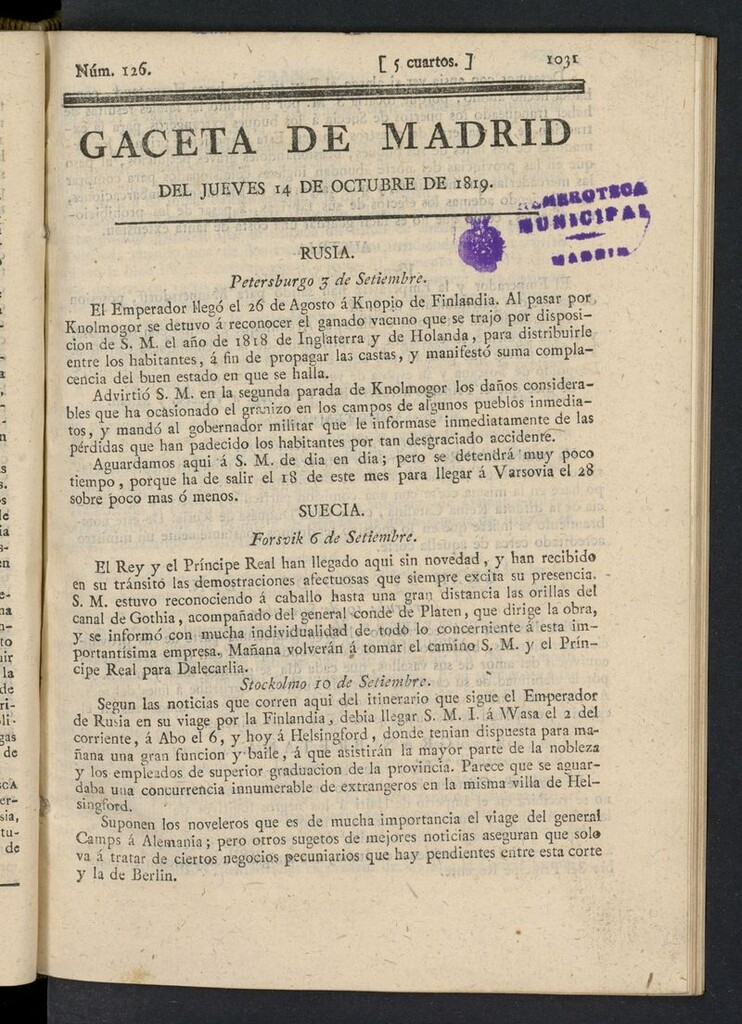 Núm. 126. [ 5 cuartos. ] 1031
GACETA DE MADRID
DEL JUEVES 14 DE OCTUBRE DE 1819.
HEMEROTECA
MUNICIPAL
MADRID
RUSIA.
Petersburgo 3 de Setiembre.
El Emperador llegó el 26 de Agosto á Knopio de Finlandia. Al pasar por
Knolmogor se detuvo á reconocer el ganado vacuno que se trajo por disposi-
cion de S. M. el año de 1818 de Inglaterra y de Holanda, para distribuirle
entre los habitantes, á fin de propagar las castas, y manifestó suma compla-
cencia del buen estado en que se halla.
Advirtió S. M. en la segunda parada de Knolmogor los daños considera-
bles que ha ocasionado el granizo en los campos de algunos pueblos inmedia-
tos, y mandó al gobernador militar que le informase inmediatamente de las
pérdidas que han padecido los habitantes por tan desgraciado accidente.
Aguardamos aqui á S. M. de dia en dia; pero se detendrá muy poco
tiempo, porque ha de salir el 18 de este mes para llegar á Varsovia el 28
sobre poco mas ó menos.
SUECIA.
Forsvik 6 de Setiembre.
El Rey y el Príncipe Real han llegado aqui sin novedad, y han recibido
en su tránsito las demostraciones afectuosas que siempre excita su presencia.
S. M. estuvo reconociendo á caballo hasta una gran distancia las orillas del
canal de Gothia, acompañado del general conde de Platen, que dirige la obra,
y se informó con mucha individualidad de todo lo concerniente á esta im-
portantísima empresa. Mañana volverán á tomar el camino S. M. y el Prín-
cipe Real para Dalecarlia.
Stockolmo 10 de Setiembre.
Segun las noticias que corren aqui del itinerario que sigue el Emperador
de Rusia en su viage por la Finlandia, debia llegar S. M. I. á Wasa el 2 del
corriente, á Abo el 6, y hoy á Helsingford, donde tenian dispuesta para ma-
ñana una gran funcion y baile, á que asistirán la mayor parte de la nobleza
y los empleados de superior graduacion de la provincia. Parece que se aguar-
daba una concurrencia innumerable de extrangeros en la misma villa de Hel-
singford.
Suponen los noveleros que es de mucha importancia el viage del general
Camps á Alemania; pero otros sugetos de mejores noticias aseguran que solo
va á tratar de ciertos negocios pecuniarios que hay pendientes entre esta corte
y la de Berlin.